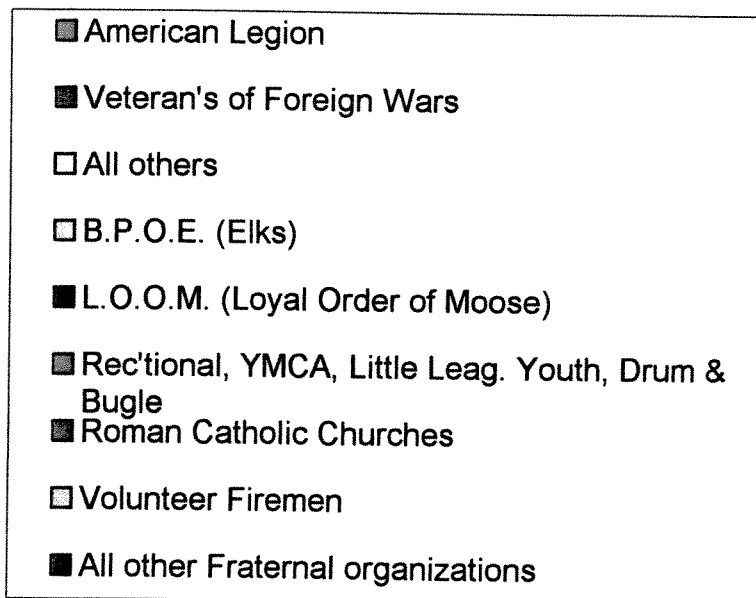 American Legion
Veteran's of Foreign Wars
All others
B.P.O.E. (Elks)
L.O.O.M. (Loyal Order of Moose)
Rec'tional, YMCA, Little Leag. Youth, Drum &
Bugle
Roman Catholic Churches
Volunteer Firemen
All other Fraternal organizations